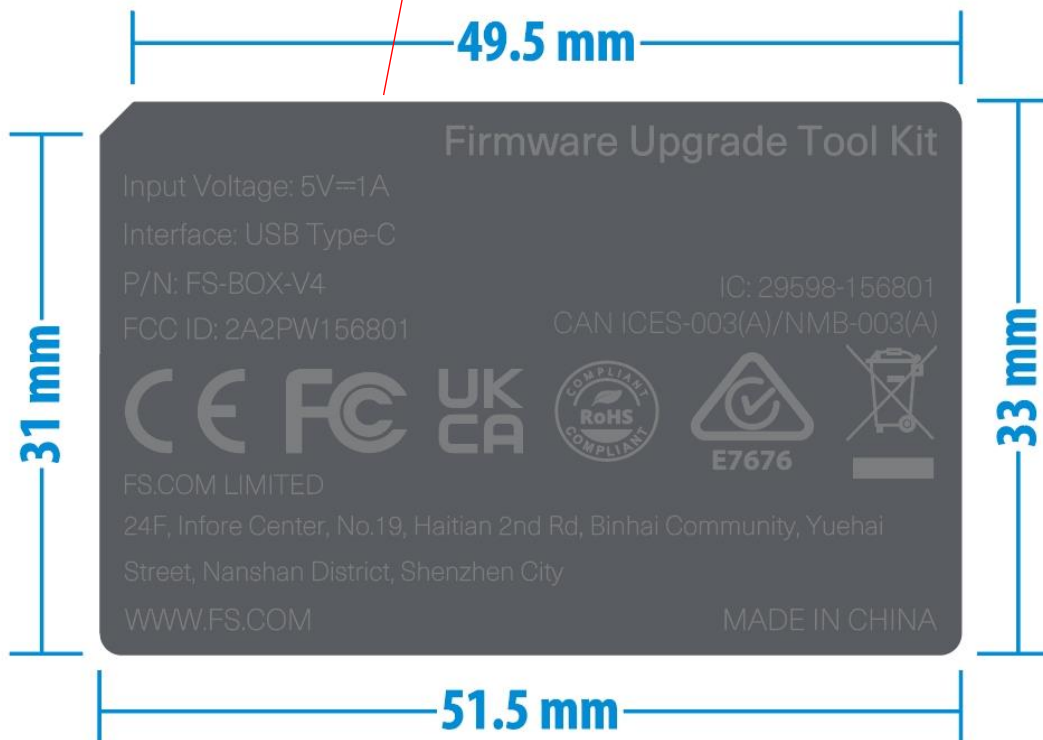 49.5 mm
Firmware Upgrade Tool Kit
Input Voltage: 5V⎓1A
Interface: USB Type-C
P/N: FS-BOX-V4
IC: 29598-156801
FCC ID: 2A2PW156801
CAN ICES-003(A)/NMB-003(A)
31 mm
33 mm
CE FC UK CA
COMPLIANT RoHS COMPLIANT
E7676
FS.COM LIMITED
24F, Infore Center, No.19, Haitian 2nd Rd, Binhai Community, Yuehai
Street, Nanshan District, Shenzhen City
WWW.FS.COM
MADE IN CHINA
51.5 mm